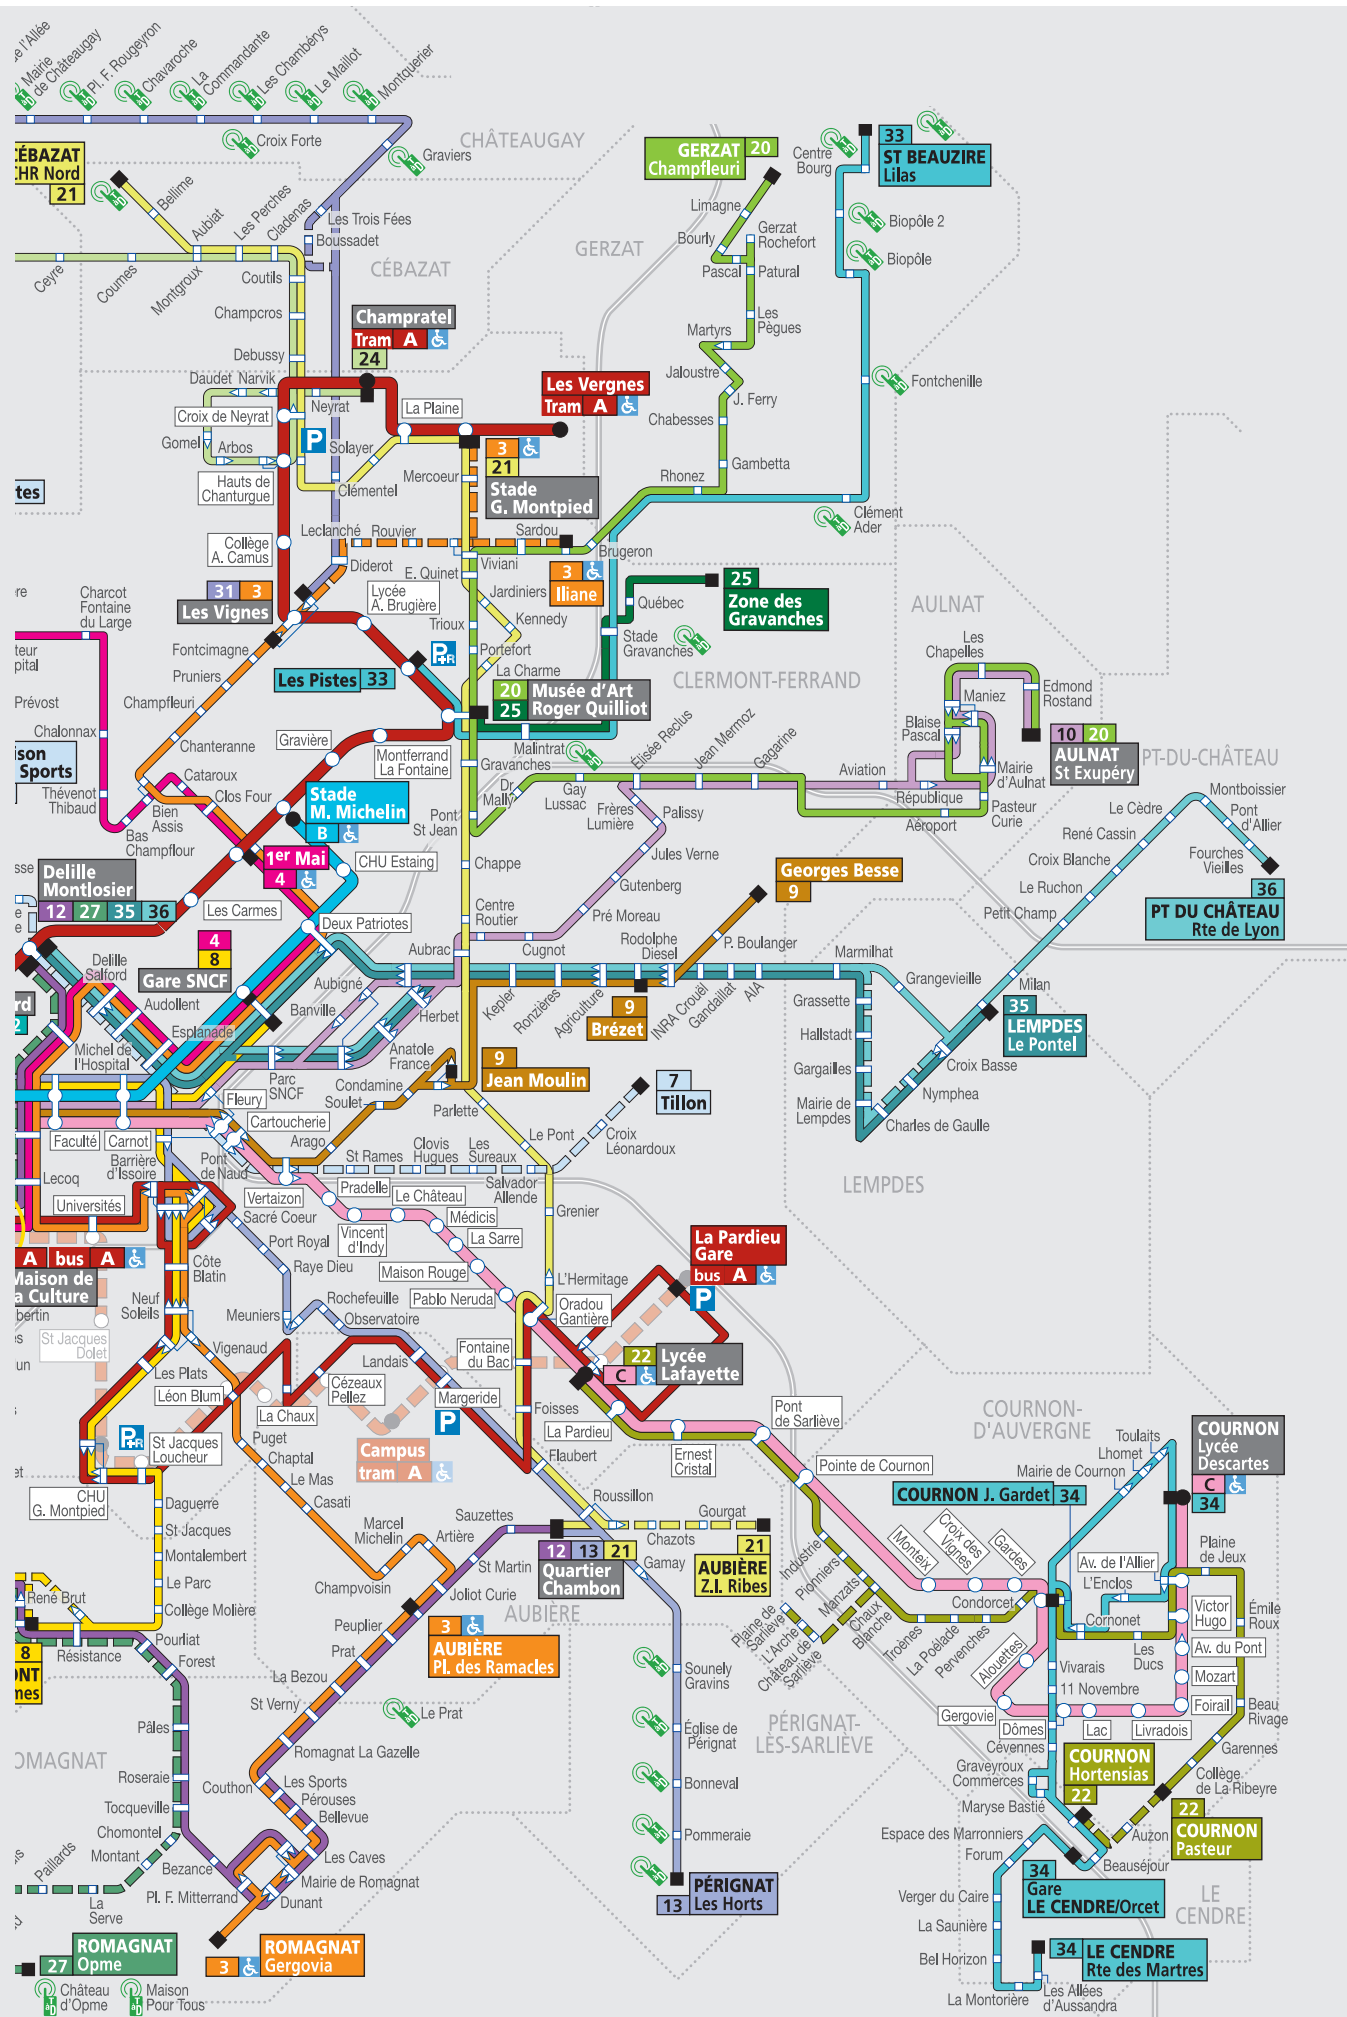 Mairie
de Châteaugay
Pl. F. Rougeyron
Chavaroche
La
Commandante
Les Chambérys
Le Maillot
Montquerier
Croix Forte
Graviers
CHÂTEAUGAY
GERZAT 20
Champfleuri
Centre
Bourg
33
ST BEAUZIRE
Lilas
CÉBAZAT
CHR Nord
21
Bellime
Aubiat
Les Perches
Cladenas
Les Trois Fées
Boussadet
Limagne
Bourly
Gerzat
Rochefort
Pascal
Patural
Biopôle 2
Biopôle
GERZAT
CÉBAZAT
Ceyre
Coumes
Montgroux
Coutils
Champcros
Debussy
Champratel
Tram A
24
Les
Pègues
Martyrs
Jaloustre
J. Ferry
Fontchenille
Daudet
Narvik
Neyrat
La Plaine
Les Vergnes
Tram A
Croix de Neyrat
Gomel
Arbos
P
Solayer
Chabesses
Gambetta
Rhonez
Hauts de
Chanturgue
Clémentel
Mercoeur
3
21
Stade
G. Montpied
Clément
Ader
Collège
A. Camus
Leclanché
Rouvier
Sardou
Diderot
Viviani
Brugeron
E. Quinet
3
Iliane
25
Zone des
Gravanches
Charcot
Fontaine
du Large
31 3
Les Vignes
Lycée
A. Brugière
Jardiniers
Kennedy
Québec
Trioux
Portefort
Stade
Gravanches
AULNAT
Les
Chapelles
Fontcimagne
Pruniers
P+R
La Charme
Les Pistes 33
20
25
Musée d'Art
Roger Quilliot
CLERMONT-FERRAND
Maniez
Edmond
Rostand
Prévost
Champfleuri
Chalonnax
Gravière
Montferrand
La Fontaine
Malintrat
Gravanches
Elisée Reclus
Jean Mermoz
Gagarine
Blaise
Pascal
10 20
AULNAT
St Exupéry
PT-DU-CHÂTEAU
Chanteranne
Cataroux
Clos Four
Stade
M. Michelin
B
Dr
Mally
Gay
Lussac
Aviation
République
Mairie
d'Aulnat
Montboissier
Thévenot
Thibaud
Bien
Assis
Bas
Champflour
Pont
St Jean
Frères
Lumière
Palissy
Aéroport
Pasteur
Curie
Le Cèdre
Pont
d'Allier
René Cassin
Jules Verne
Croix Blanche
Fourches
Vieilles
1er Mai
4
CHU Estaing
Chappe
Gutenberg
Georges Besse
9
Le Ruchon
36
PT DU CHÂTEAU
Rte de Lyon
Delille
Montlosier
12 27 35 36
Les Carmes
Deux Patriotes
Centre
Routier
Pré Moreau
Petit Champ
4
8
Gare SNCF
Aubrac
Cugnot
Rodolphe
Diesel
P. Boulanger
Marmilhat
Delille
Salford
Audollent
Aubigné
Banville
Herbet
Kepler
Ronzières
Agriculture
INRA Crouël
Gandaillat
AIA
Grangevieille
Milan
Grassette
9
Brézet
35
LEMPDES
Le Pontel
Esplanade
Hallstadt
Michel de
l'Hospital
Anatole
France
9
Jean Moulin
Croix Basse
Parc
SNCF
Condamine
Soulet
7
Tillon
Gargailles
Nymphea
Fleury
Parlette
Mairie de
Lempdes
Charles de Gaulle
Cartoucherie
Faculté
Carnot
Arago
Le Pont
Croix
Léonardoux
Barrière
d'Issoire
Pont
de Naud
St Rames
Clovis
Hugues
Les
Sureaux
Lecoq
Vertaizon
Pradelle
Salvador
Allende
LEMPDES
Universités
Sacré Coeur
Le Château
Médicis
Grenier
Port Royal
Vincent
d'Indy
La Sarre
La Pardieu
Gare
bus A
A bus A
Maison de
la Culture
Côte
Blatin
Raye Dieu
Maison Rouge
L'Hermitage
P
Neuf
Soleils
Rochefeuille
Pablo Neruda
Oradou
Gantière
Meuniers
Observatoire
St Jacques
Dolet
Vigenaud
Landais
Fontaine
du Bac
22
C
Lycée
Lafayette
Les Plats
Léon Blum
Cézeaux
Pellez
Margeride
P
La Chaux
Foisses
La Pardieu
Pont
de Sarliève
COURNON-
D'AUVERGNE
COURNON
Lycée
Descartes
C
34
P+R
St Jacques
Loucheur
Puget
Campus
tram A
Flaubert
Ernest
Cristal
Pointe de Cournon
Toulaits
Lhomet
Mairie de Cournon
Chaptal
CHU
G. Montpied
Le Mas
Casati
COURNON J. Gardet 34
Daguerre
Roussillon
Sauzettes
Gourgat
St Jacques
Marcel
Michelin
Artière
Chazots
Monteix
Croix des
Vignes
Gardes
Plaine
de Jeux
Montalembert
St Martin
12 13 21
Quartier
Chambon
Gamay
21
AUBIÈRE
Z.I. Ribes
Industrie
Pionniers
Manzats
Av. de l'Allier
L'Enclos
Le Parc
Champvoisin
Joliot Curie
Chaux
Blanche
Condorcet
Victor
Hugo
Émile
Roux
René Brut
Collège Molière
AUBIÈRE
Peuplier
Plaine de
Sarliève
L'Arche
Château de
Sarliève
Troènes
La Poëlade
Pervenches
Cornonet
Les
Ducs
Av. du Pont
Pourliat
3
AUBIÈRE
Pl. des Ramacles
Prat
Alouettes
Vivarais
Mozart
Résistance
Forest
La Bezou
Sounely
Gravins
11 Novembre
Foirail
St Verny
Le Prat
Gergovie
Dômes
Lac
Livradois
Beau
Rivage
Pâles
Église de
Pérignat
PÉRIGNAT-
LÈS-SARLIÈVE
Cévennes
COURNON
Hortensias
22
Garennes
Romagnat La Gazelle
Graveyroux
Commerces
Roseraie
Couthon
Les Sports
Pérouses
Bellevue
Bonneval
Maryse Bastié
Collège
de La Ribeyre
Tocqueville
22
COURNON
Pasteur
Chomontel
Pommeraie
Espace des Marronniers
Auzon
Montant
Les Caves
Forum
Beauséjour
Paillards
Bezance
Mairie de Romagnat
34
Gare
LE CENDRE/Orcet
Pl. F. Mitterrand
Dunant
13
PÉRIGNAT
Les Horts
Verger du Caire
LE
CENDRE
La
Serve
La Saunière
27
ROMAGNAT
Opme
3
ROMAGNAT
Gergovia
Bel Horizon
34
LE CENDRE
Rte des Martres
Château
d'Opme
Maison
Pour Tous
La Montorière
Les Allées
d'Aussandra